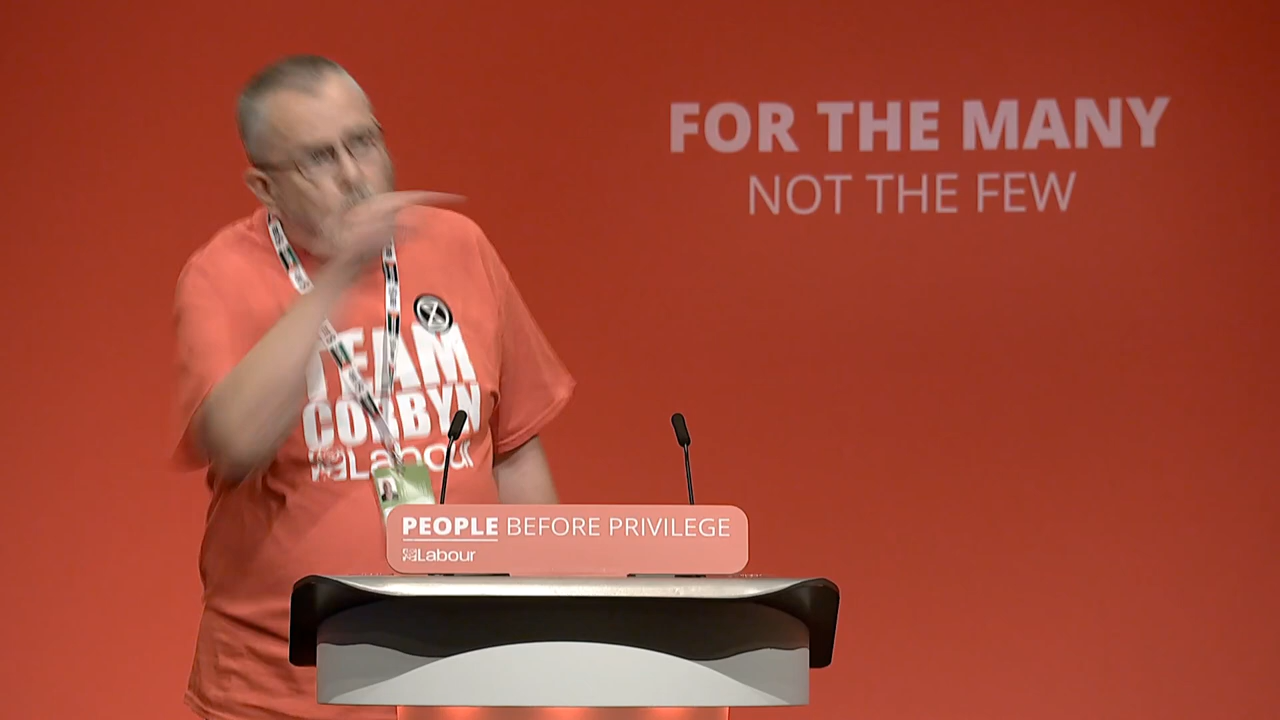 FOR THE MANY
NOT THE FEW
TEAM
CORBYN
Labour
PEOPLE BEFORE PRIVILEGE
Labour